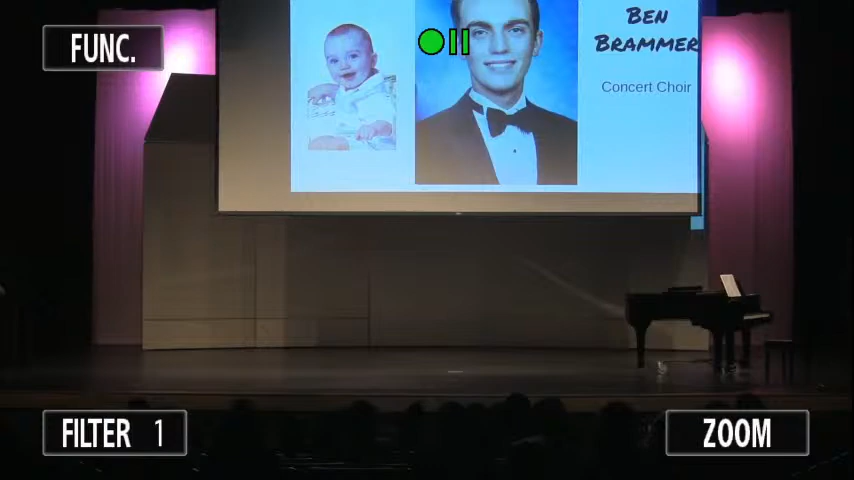 FUNC.
BEN
BRAMMER
Concert Choir
FILTER 1
ZOOM